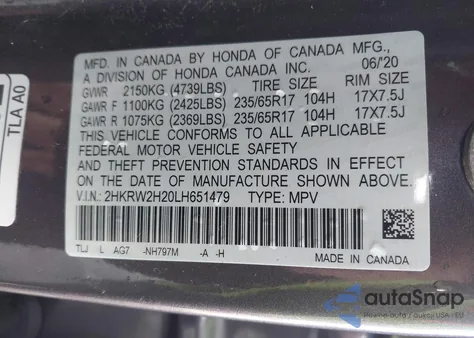 MFD. IN CANADA BY HONDA OF CANADA MFG.,
A DIVISION OF HONDA CANADA INC. 06/'20
GVWR 2150KG (4739LBS) TIRE SIZE RIM SIZE
GAWR F 1100KG (2425LBS) 235/65R17 104H 17X7.5J
GAWR R 1075KG (2369LBS) 235/65R17 104H 17X7.5J
THIS VEHICLE CONFORMS TO ALL APPLICABLE
FEDERAL MOTOR VEHICLE SAFETY
AND THEFT PREVENTION STANDARDS IN EFFECT
ON THE DATE OF MANUFACTURE SHOWN ABOVE.
V.I.N.: 2HKRW2H20LH651479 TYPE: MPV
TLJ L AG7 -NH797M -A -H
MADE IN CANADA
TLA A0
autoSnap